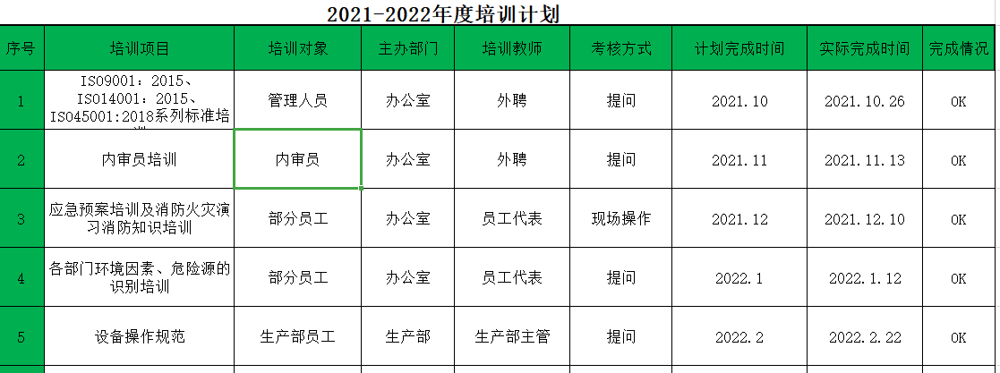 2021-2022年度培训计划
序号 培训项目 培训对象 主办部门 培训教师 考核方式 计划完成时间 实际完成时间 完成情况
1 ISO9001：2015、 管理人员 办公室 外聘 提问 2021.10 2021.10.26 OK
ISO14001：2015、
ISO45001:2018系列标准培
2 内审员培训 内审员 办公室 外聘 提问 2021.11 2021.11.13 OK
3 应急预案培训及消防火灾演 部分员工 办公室 员工代表 现场操作 2021.12 2021.12.10 OK
习消防知识培训
4 各部门环境因素、危险源的 部分员工 办公室 员工代表 提问 2022.1 2022.1.12 OK
识别培训
5 设备操作规范 生产部员工 生产部 生产部主管 提问 2022.2 2022.2.22 OK